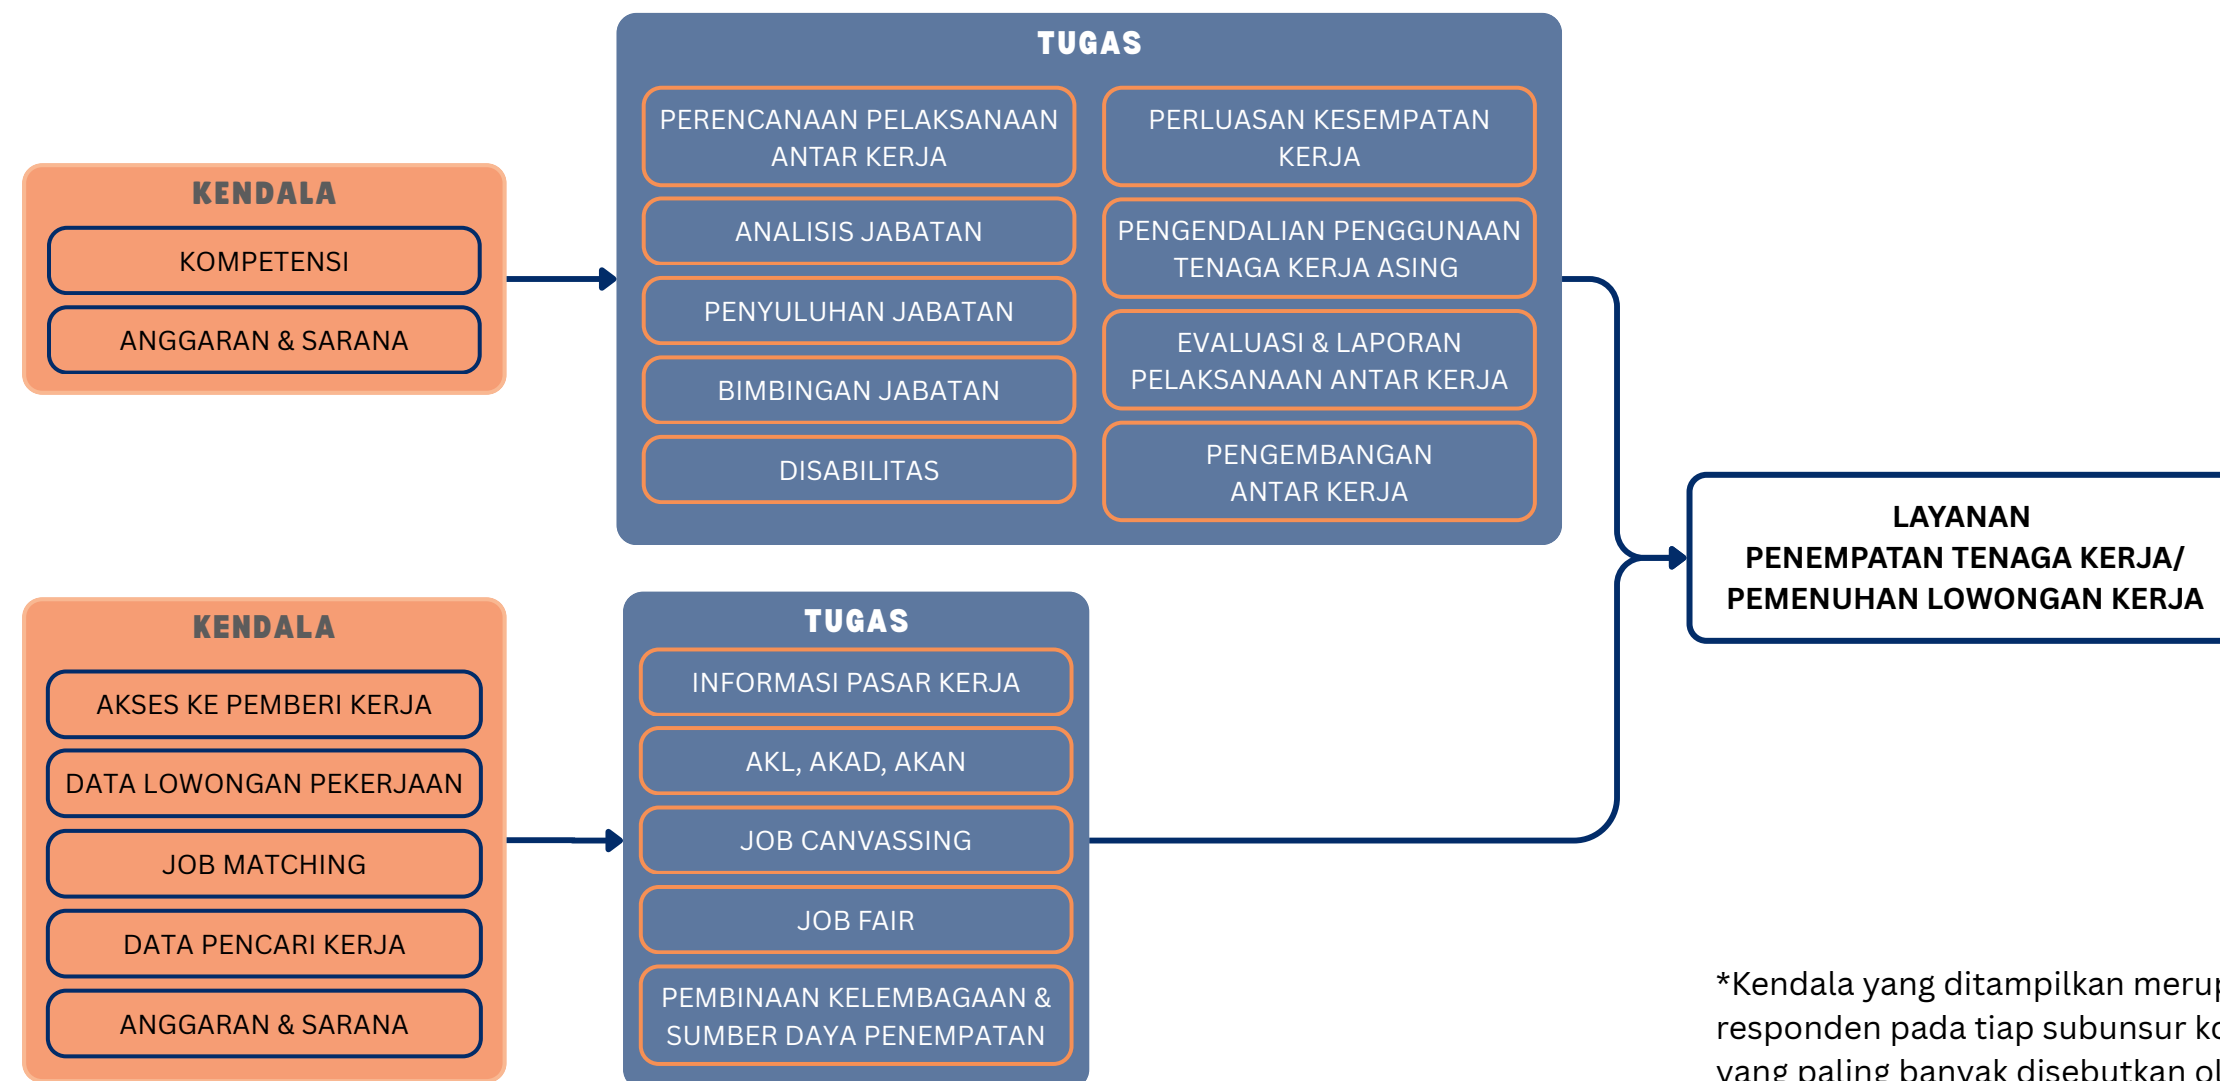 KENDALA
KOMPETENSI
ANGGARAN & SARANA
TUGAS
PERENCANAAN PELAKSANAAN
ANTAR KERJA
ANALISIS JABATAN
PENYULUHAN JABATAN
BIMBINGAN JABATAN
DISABILITAS
PERLUASAN KESEMPATAN
KERJA
PENGENDALIAN PENGGUNAAN
TENAGA KERJA ASING
EVALUASI & LAPORAN
PELAKSANAAN ANTAR KERJA
PENGEMBANGAN
ANTAR KERJA
KENDALA
AKSES KE PEMBERI KERJA
DATA LOWONGAN PEKERJAAN
JOB MATCHING
DATA PENCARI KERJA
ANGGARAN & SARANA
TUGAS
INFORMASI PASAR KERJA
AKL, AKAD, AKAN
JOB CANVASSING
JOB FAIR
PEMBINAAN KELEMBAGAAN &
SUMBER DAYA PENEMPATAN
LAYANAN
PENEMPATAN TENAGA KERJA/
PEMENUHAN LOWONGAN KERJA
*Kendala yang ditampilkan
responden pada tiap subunsur
yang paling banyak disebutkan